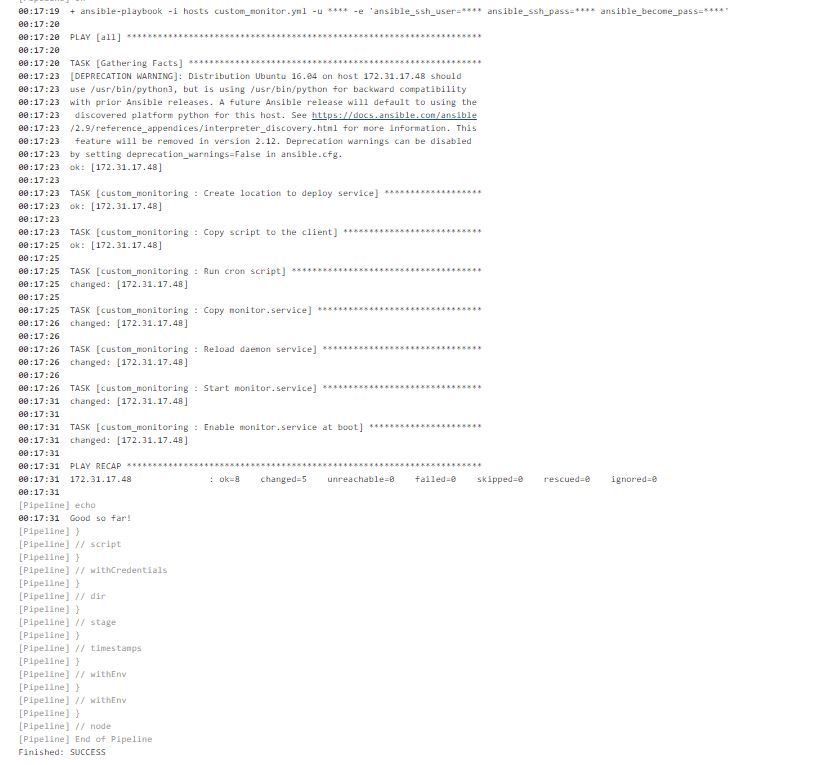 00:17:19 + ansible-playbook -i hosts custom_monitor.yml -u **** -e 'ansible_ssh_user=**** ansible_ssh_pass=**** ansible_become_pass=****'
00:17:20
00:17:20 PLAY [all] *********************************************************************
00:17:20
00:17:20 TASK [Gathering Facts] *********************************************************
00:17:23 [DEPRECATION WARNING]: Distribution Ubuntu 16.04 on host 172.31.17.48 should
00:17:23 use /usr/bin/python3, but is using /usr/bin/python for backward compatibility
00:17:23 with prior Ansible releases. A future Ansible release will default to using the
00:17:23 discovered platform python for this host. See https://docs.ansible.com/ansible
00:17:23 /2.9/reference_appendices/interpreter_discovery.html for more information. This
00:17:23 feature will be removed in version 2.12. Deprecation warnings can be disabled
00:17:23 by setting deprecation_warnings=False in ansible.cfg.
00:17:23 ok: [172.31.17.48]
00:17:23
00:17:23 TASK [custom_monitoring : Create location to deploy service] *******************
00:17:23 ok: [172.31.17.48]
00:17:23
00:17:23 TASK [custom_monitoring : Copy script to the client] ***************************
00:17:25 ok: [172.31.17.48]
00:17:25
00:17:25 TASK [custom_monitoring : Run cron script] *************************************
00:17:25 changed: [172.31.17.48]
00:17:25
00:17:25 TASK [custom_monitoring : Copy monitor.service] ********************************
00:17:26 changed: [172.31.17.48]
00:17:26
00:17:26 TASK [custom_monitoring : Reload daemon service] *******************************
00:17:26 changed: [172.31.17.48]
00:17:26
00:17:26 TASK [custom_monitoring : Start monitor.service] *******************************
00:17:31 changed: [172.31.17.48]
00:17:31
00:17:31 TASK [custom_monitoring : Enable monitor.service at boot] **********************
00:17:31 changed: [172.31.17.48]
00:17:31
00:17:31 PLAY RECAP *********************************************************************
00:17:31 172.31.17.48 : ok=8 changed=5 unreachable=0 failed=0 skipped=0 rescued=0 ignored=0
00:17:31
[Pipeline] echo
00:17:31 Good so far!
[Pipeline] }
[Pipeline] // script
[Pipeline] }
[Pipeline] // withCredentials
[Pipeline] }
[Pipeline] // dir
[Pipeline] }
[Pipeline] // stage
[Pipeline] }
[Pipeline] // timestamps
[Pipeline] }
[Pipeline] // withEnv
[Pipeline] }
[Pipeline] // withEnv
[Pipeline] }
[Pipeline] // node
[Pipeline] End of Pipeline
Finished: SUCCESS